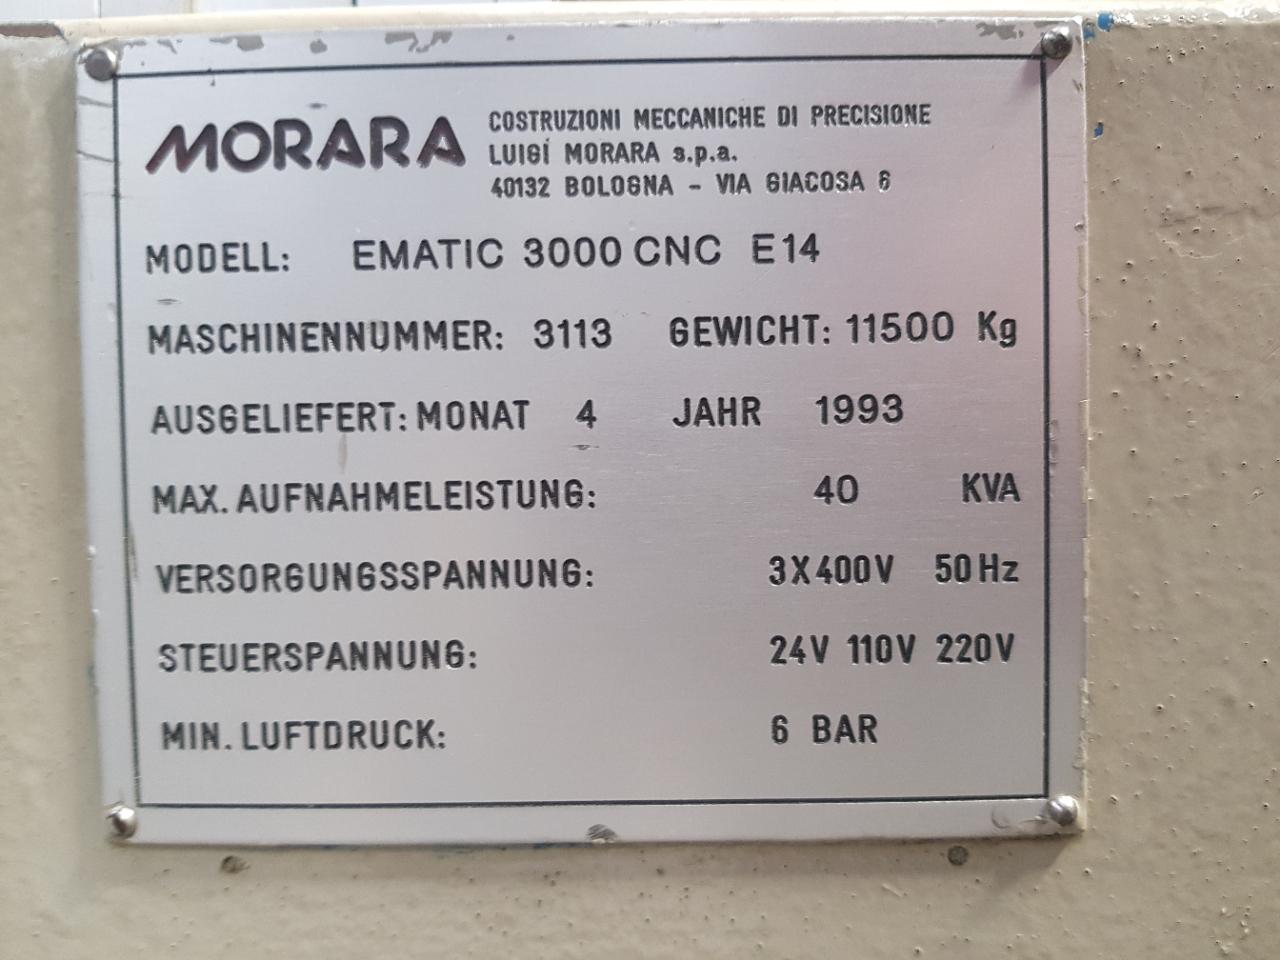 MORARA
COSTRUZIONI MECCANICHE DI PRECISIONE
LUIGI MORARA s.p.a.
40132 BOLOGNA - VIA GIACOSA 6
MODELL: EMATIC 3000 CNC E14
MASCHINENNUMMER: 3113 GEWICHT: 11500 Kg
AUSGELIEFERT: MONAT 4 JAHR 1993
MAX. AUFNAHMELEISTUNG: 40 KVA
VERSORGUNGSSPANNUNG: 3X400V 50 Hz
STEUERSPANNUNG: 24V 110V 220V
MIN. LUFTDRUCK: 6 BAR